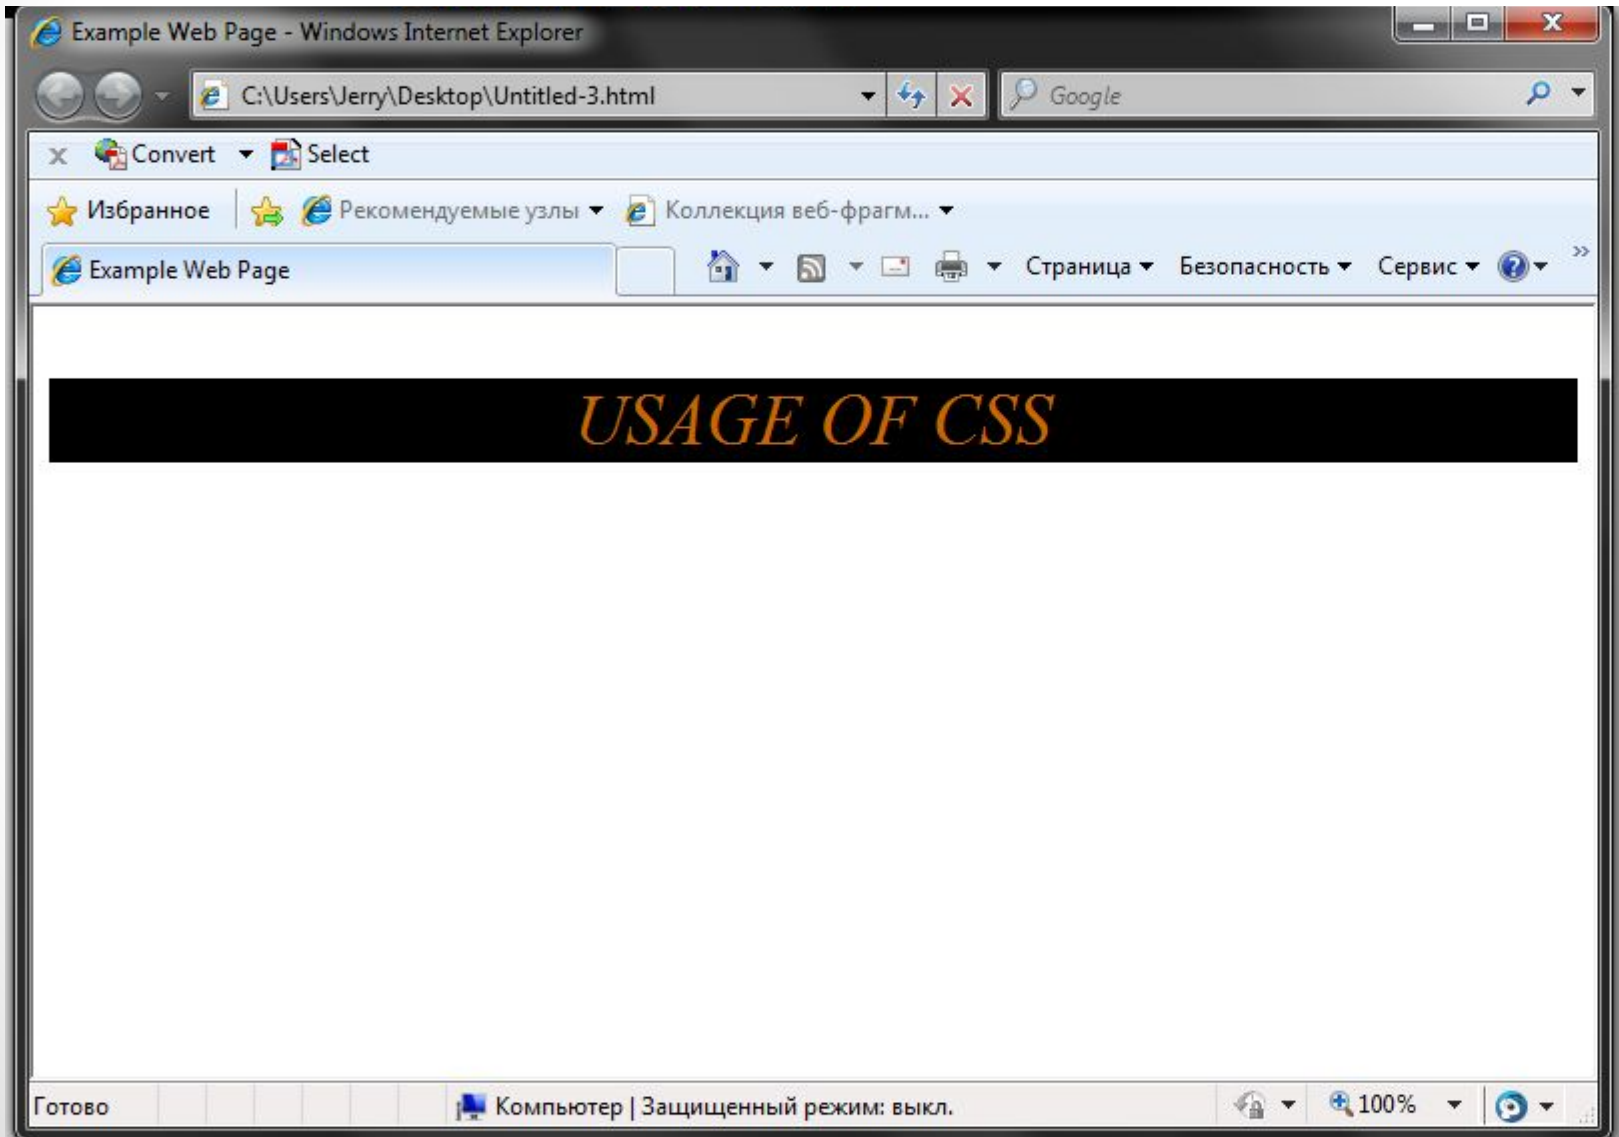 Example Web Page - Windows Internet Explorer
C:\Users\Jerry\Desktop\Untitled-3.html Google
x Convert Select
Избранное Рекомендуемые узлы Коллекция веб-фрагм...
Example Web Page Страница Безопасность Сервис
USAGE OF CSS
Готово Компьютер | Защищенный режим: выкл. 100%